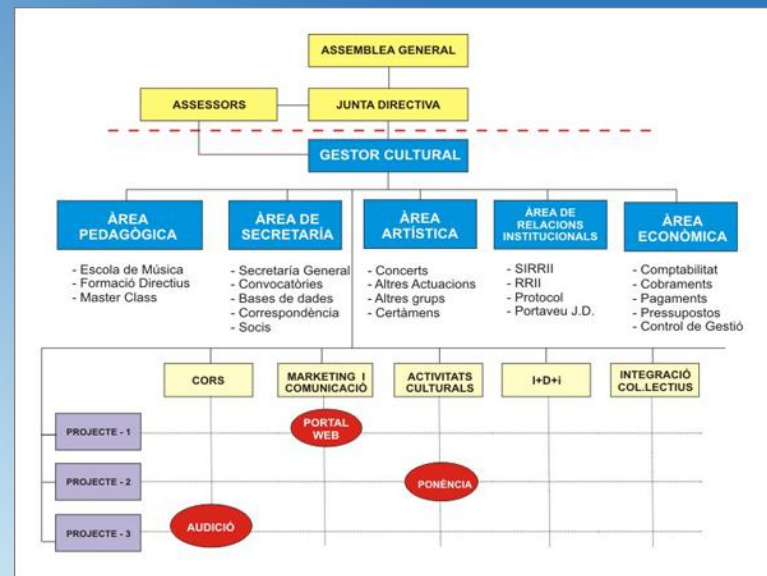 ASSEMBLEA GENERAL
ASSESSORS
JUNTA DIRECTIVA
GESTOR CULTURAL
ÀREA
PEDAGÒGICA
- Escola de Música
- Formació Directius
- Master Class
ÀREA DE
SECRETARÍA
- Secretaría General
- Convocatòries
- Bases de dades
- Correspondència
- Socis
ÀREA
ARTÍSTICA
- Concerts
- Altres Actuacions
- Altres grups
- Certàmens
ÀREA DE
RELACIONS
INSTITUCIONALS
- SIRRII
- RRII
- Protocol
- Portaveu J.D.
ÀREA
ECONÒMICA
- Comptabilitat
- Cobraments
- Pagaments
- Pressupostos
- Control de Gestió
CORS
MARKETING I
COMUNICACIÓ
ACTIVITATS
CULTURALS
I+D+i
INTEGRACIÓ
COL.LECTIUS
PROJECTE - 1
PORTAL
WEB
PROJECTE - 2
PONÈNCIA
PROJECTE - 3
AUDICIÓ